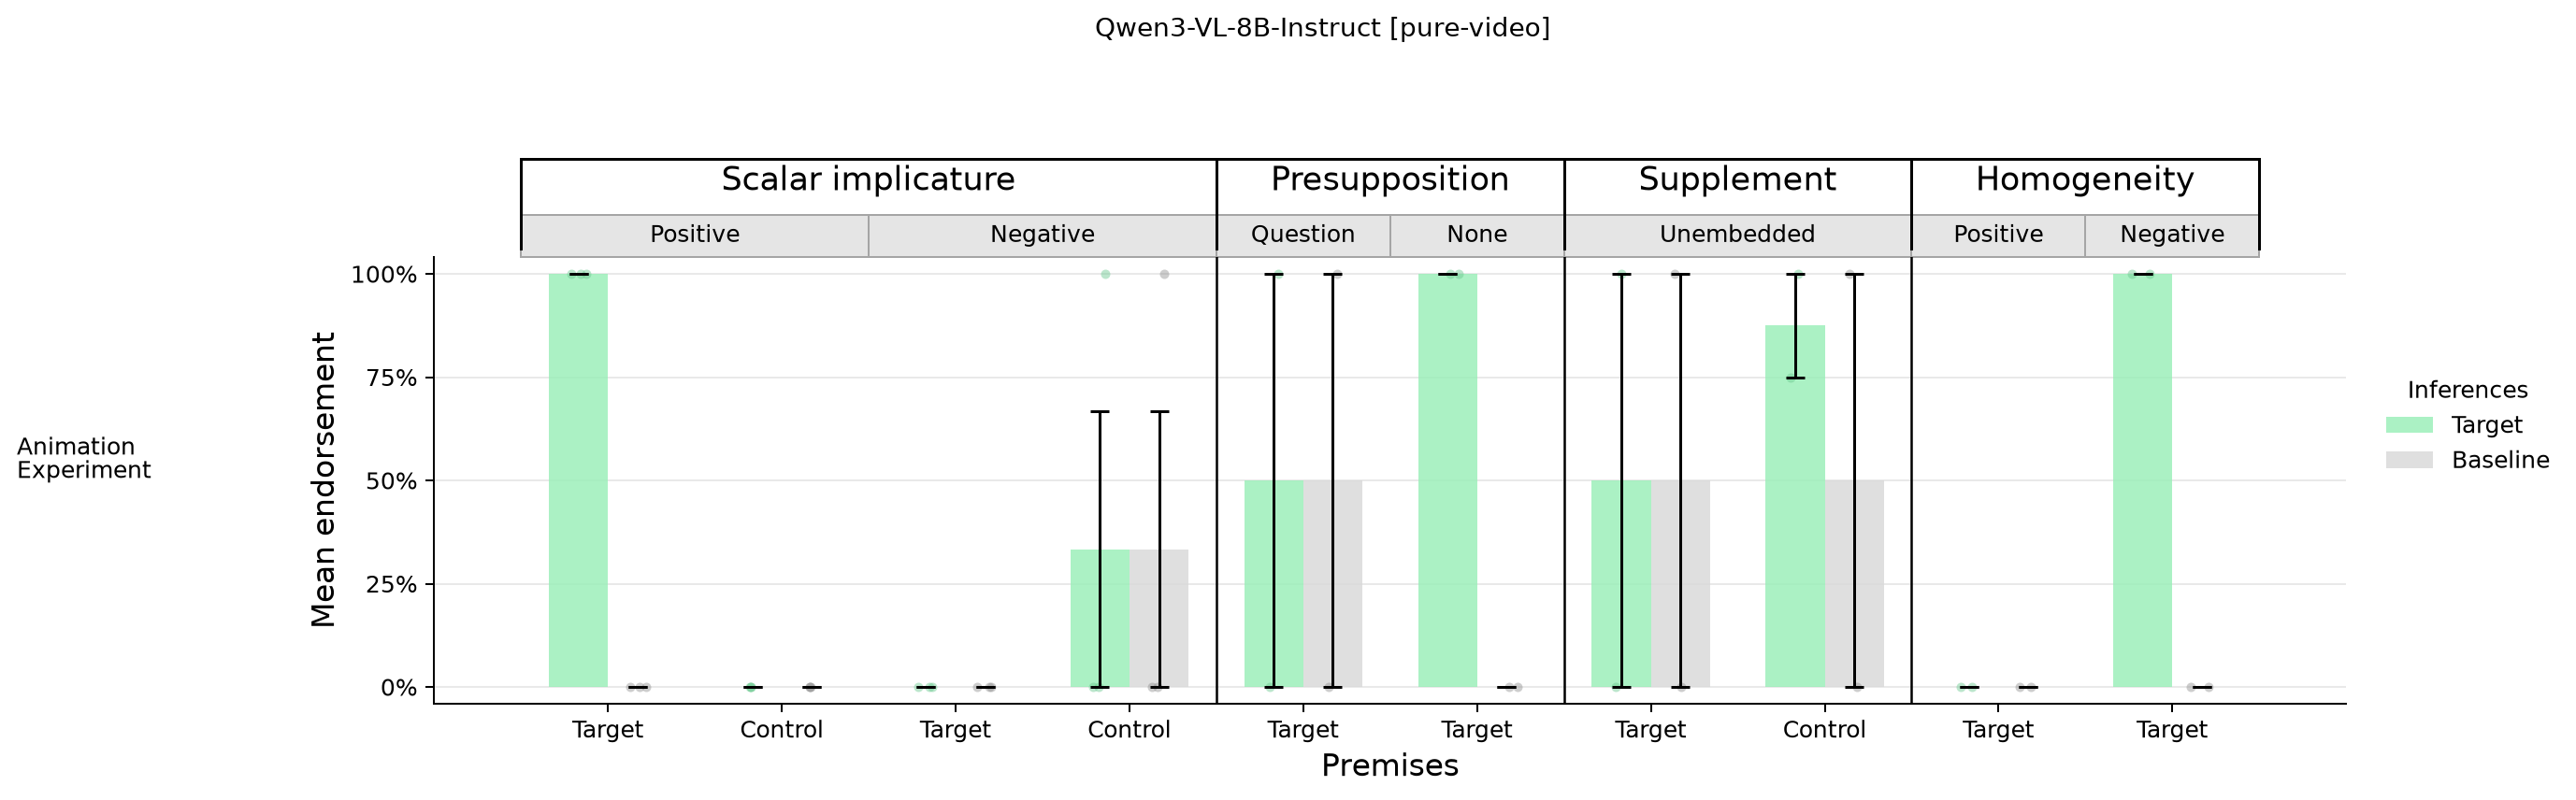 Qwen3-VL-8B-Instruct [pure-video]
Scalar implicature Presupposition Supplement Homogeneity
Positive Negative Question None Unembedded Positive Negative
100%
75%
50%
25%
0%
Mean endorsement
Animation
Experiment
Inferences
Target
Baseline
Target Control Target Control Target Target Target Control Target Target
Premises